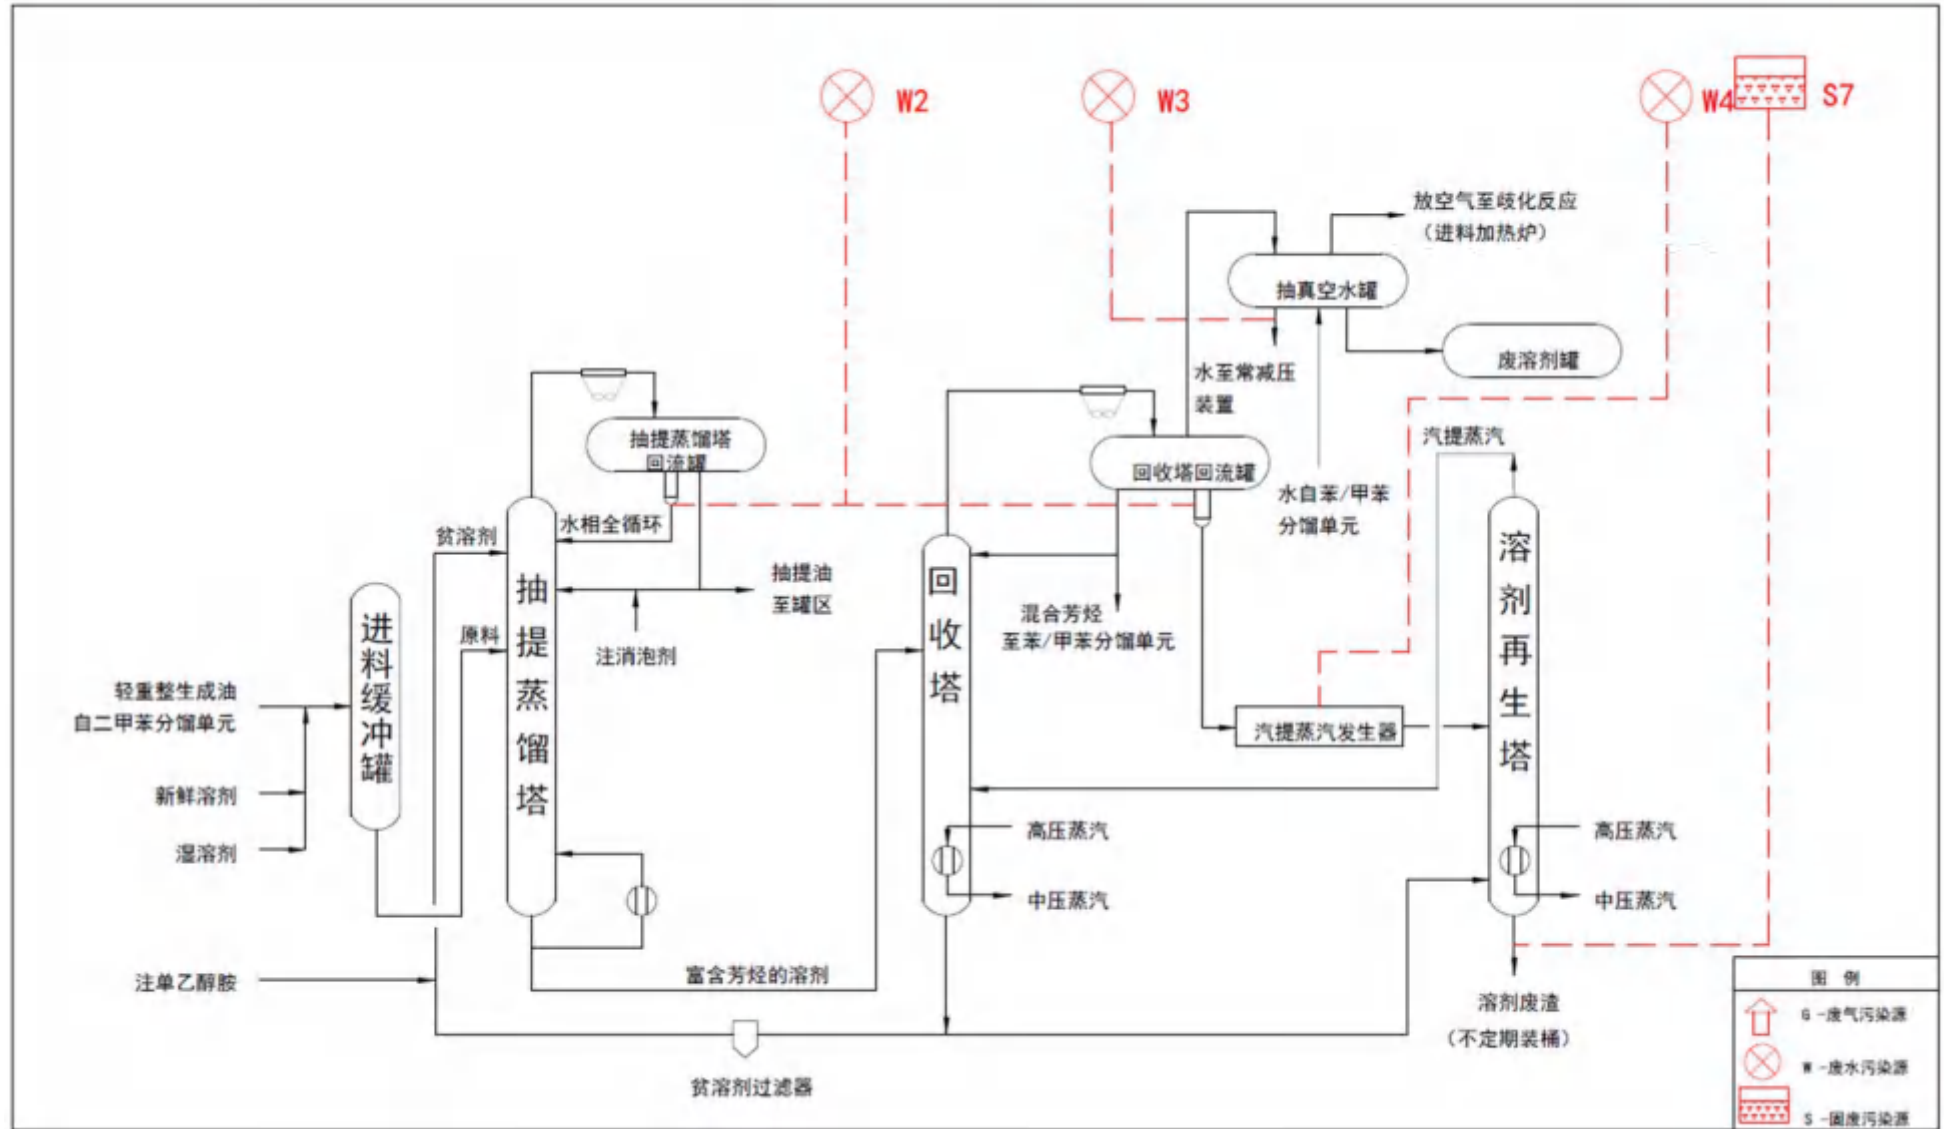 W2
W3
W4
S7
放空气至歧化反应
（进料加热炉）
抽真空水罐
废溶剂罐
水至常减压
装置
抽提蒸馏塔
回流罐
回收塔回流罐
汽提蒸汽
水自苯/甲苯
分馏单元
水相全循环
贫溶剂
抽提油
至罐区
原料
注消泡剂
混合芳烃
至苯/甲苯分馏单元
进料缓冲罐
抽提蒸馏塔
回收塔
溶剂再生塔
轻重整生成油
自二甲苯分馏单元
汽提蒸汽发生器
新鲜溶剂
湿溶剂
高压蒸汽
中压蒸汽
高压蒸汽
中压蒸汽
注单乙醇胺
富含芳烃的溶剂
溶剂废渣
（不定期装桶）
贫溶剂过滤器
图 例
G -废气污染源
W -废水污染源
S -固废污染源